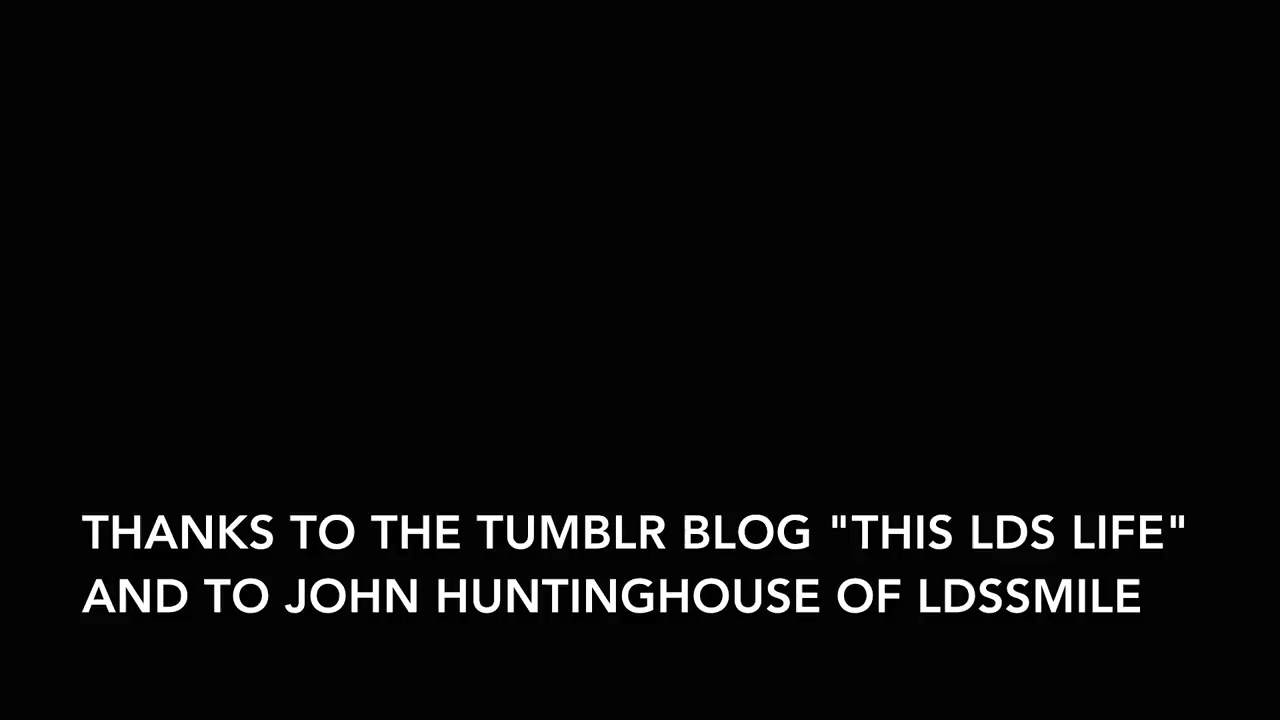 THANKS TO THE TUMBLR BLOG "THIS LDS LIFE"
AND TO JOHN HUNTINGHOUSE OF LDSSMILE